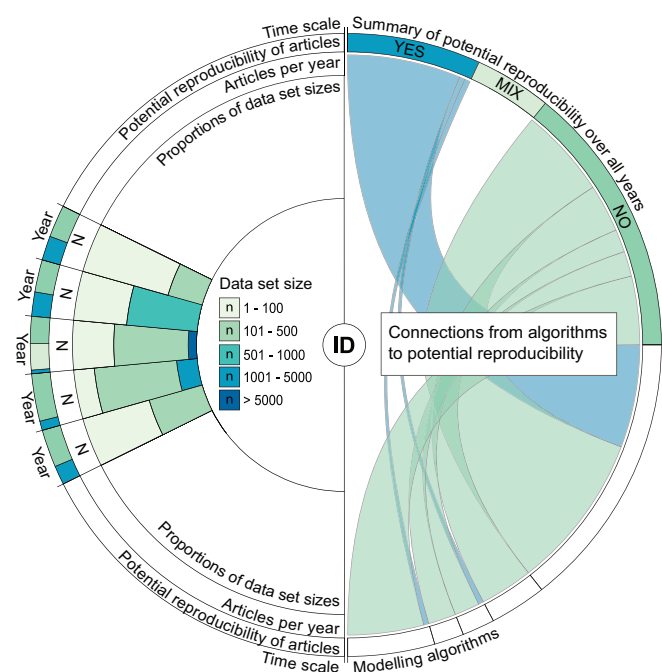 Time scale
Potential reproducibility of articles
Articles per year
Proportions of data set sizes
Summary of potential reproducibility over all years
YES
MIX
NO
Year
N
Year
N
Year
N
Year
N
Year
N
Data set size
n 1 - 100
n 101 - 500
n 501 - 1000
n 1001 - 5000
n > 5000
ID
Connections from algorithms
to potential reproducibility
Proportions of data set sizes
Articles per year
Potential reproducibility of articles
Time scale
Modelling algorithms